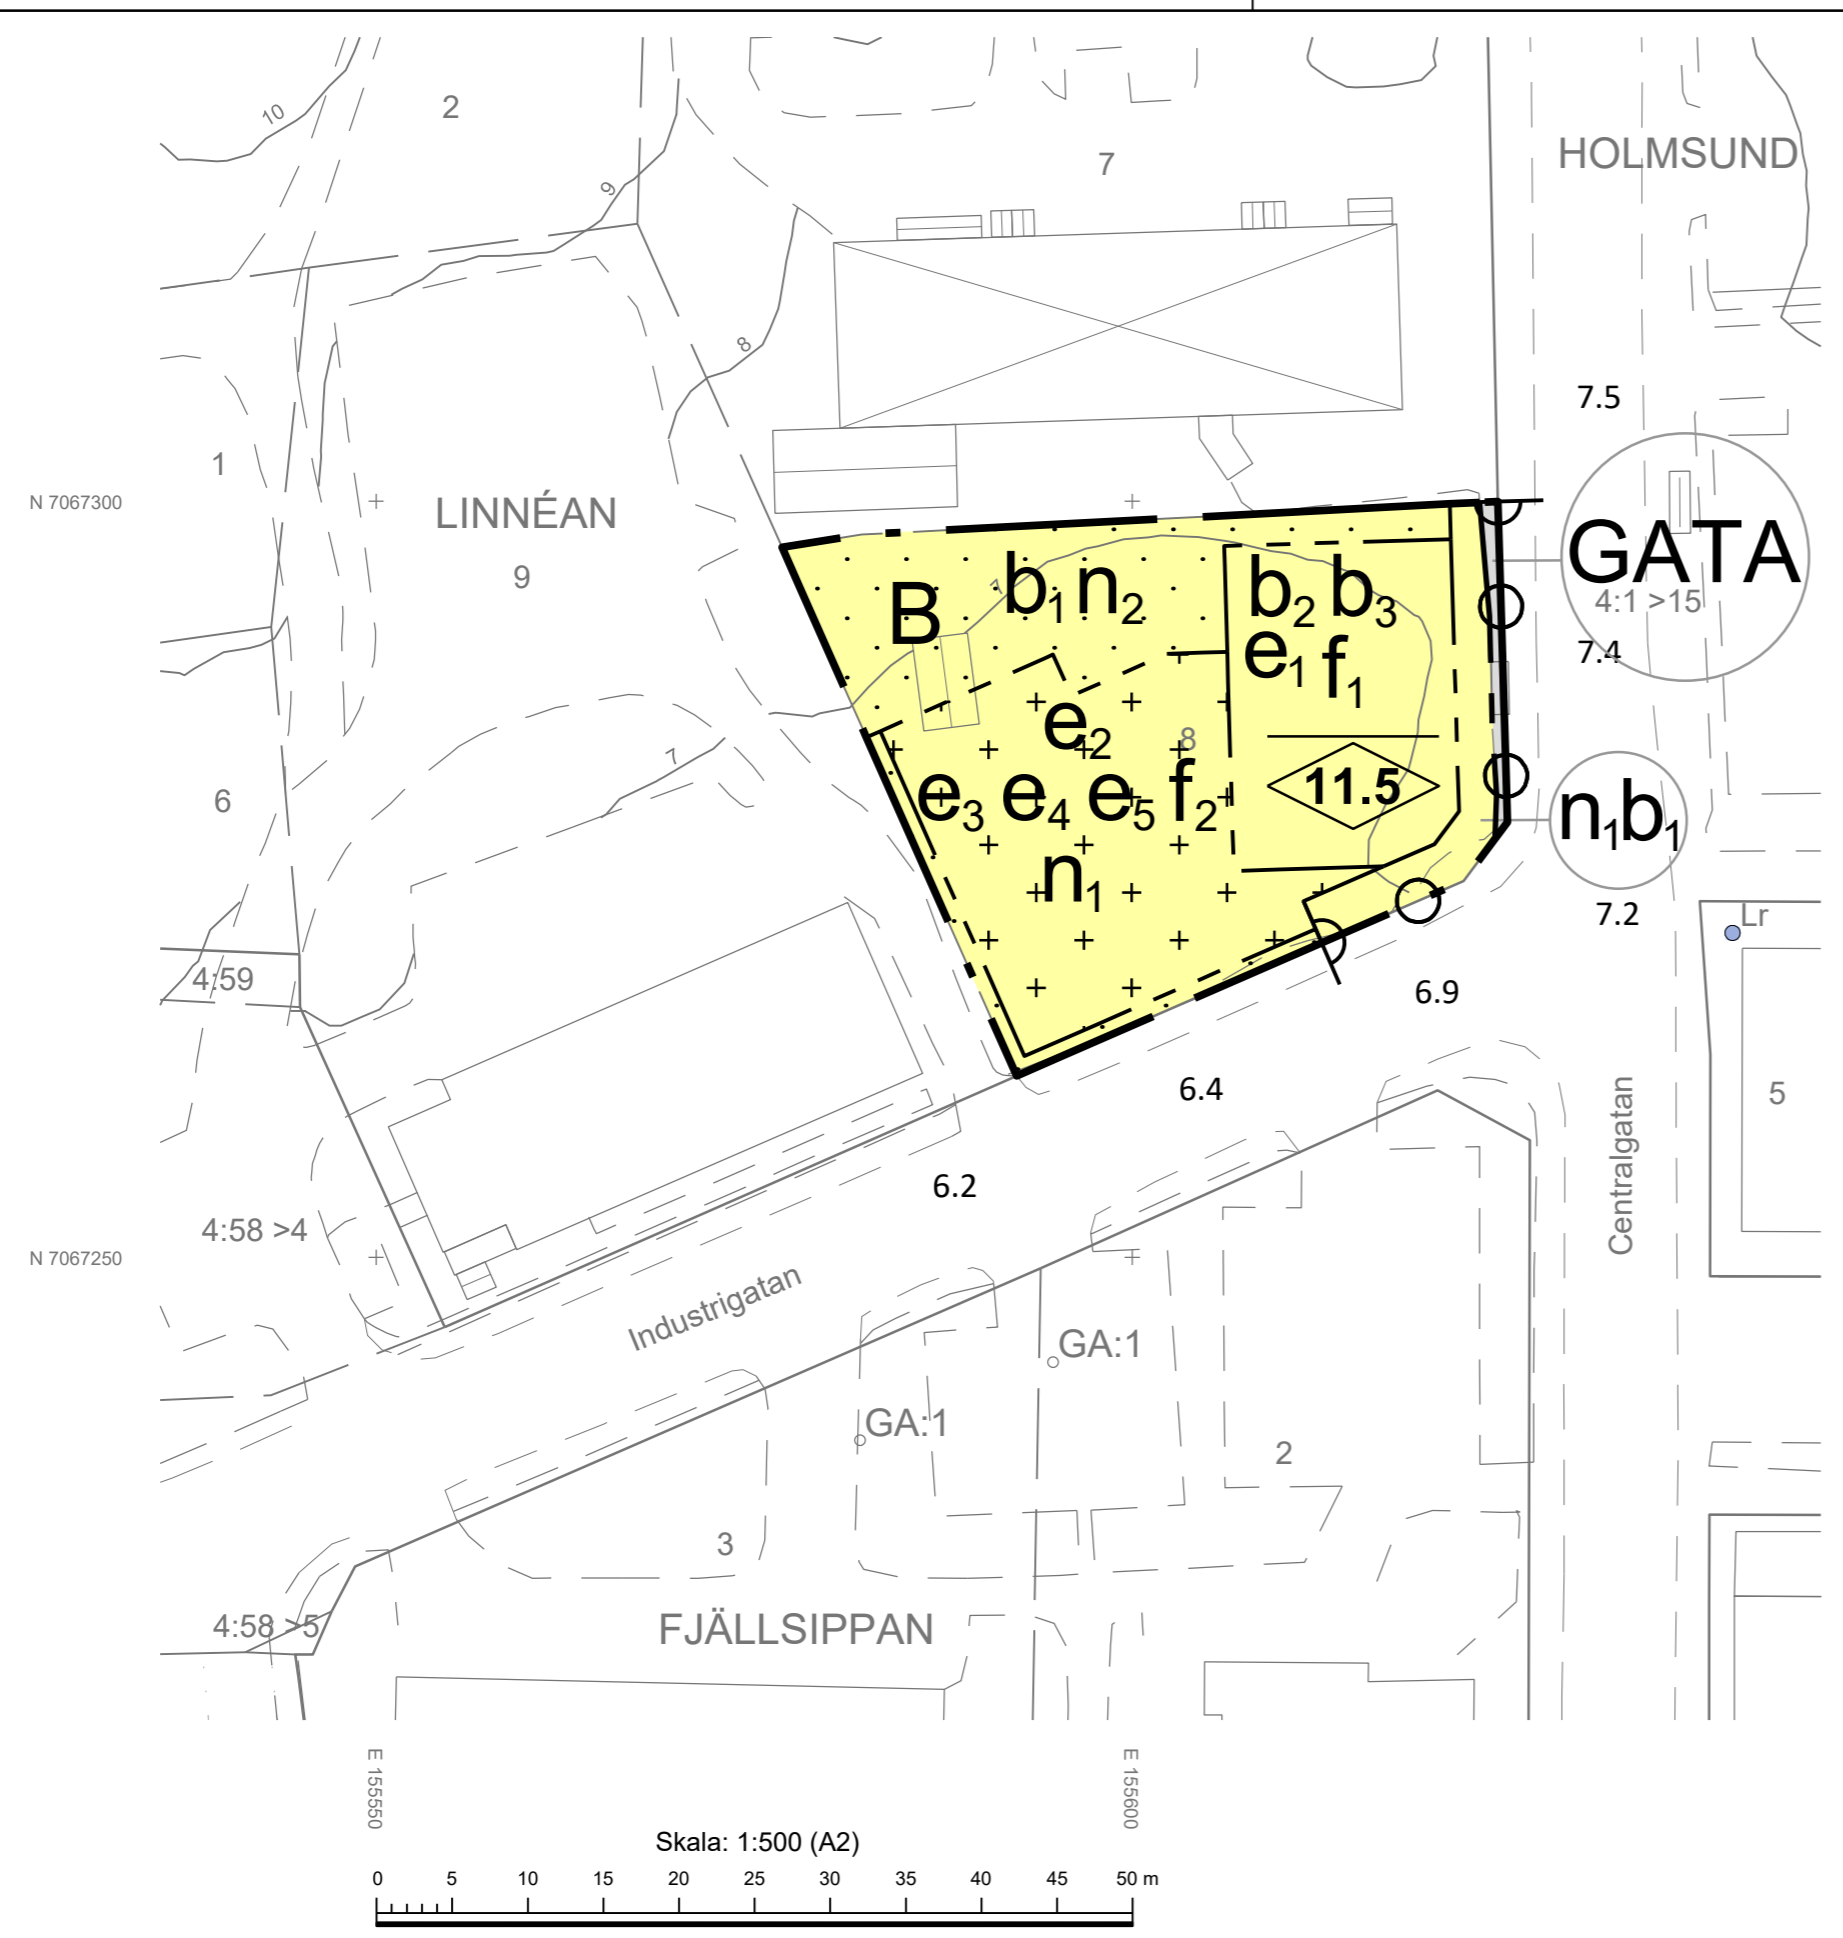 10
2
7
HOLMSUND
9
8
7.5
1
N 7067300
LINNÉAN
GATA
9
B
b1 n2
7
b2 b3
4:1 >15
e1 f1
7.4
e2
8
7
6
e3 e4 e5 f2
11.5
n1b1
n1
7.2
Lr
4:59
6.9
6.4
5
6.2
Centralgatan
4:58 >4
N 7067250
Industrigatan
GA:1
GA:1
2
3
4:58 >5
FJÄLLSIPPAN
E 155550
E 155600
Skala: 1:500 (A2)
0 5 10 15 20 25 30 35 40 45 50 m